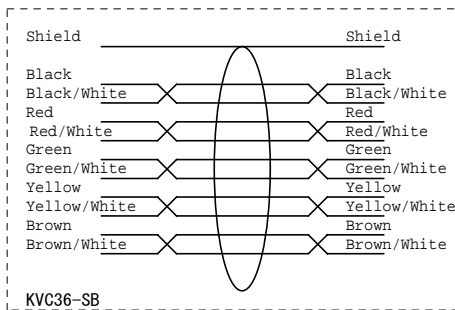 Shield Shield
Black Black
Black/White Black/White
Red Red
Red/White Red/White
Green Green
Green/White Green/White
Yellow Yellow
Yellow/White Yellow/White
Brown Brown
Brown/White Brown/White
KVC36-SB